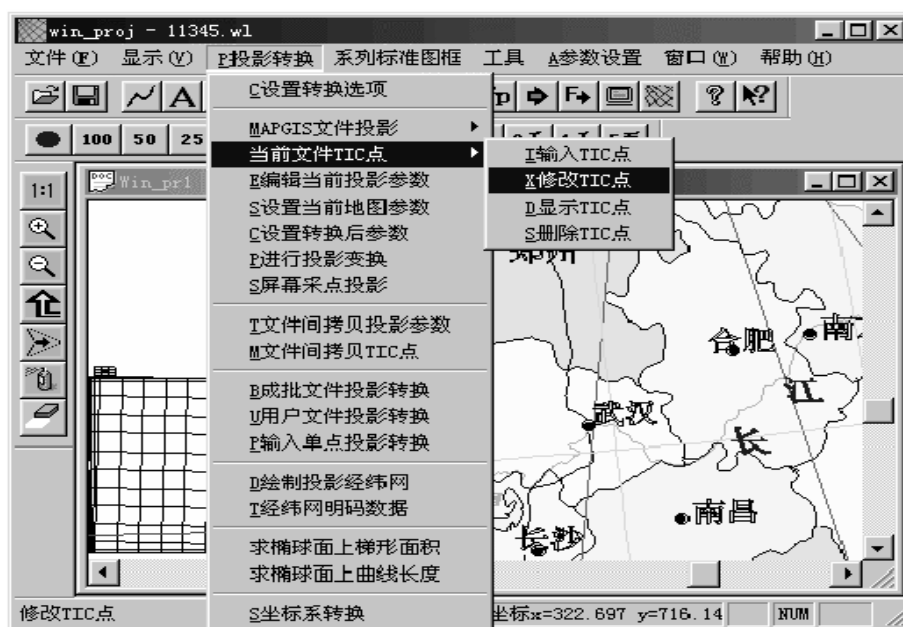 win_proj - 11345.wl
文件(F) 显示(V) P投影转换 系列标准图框 工具 A参数设置 窗口(W) 帮助(H)
A
100 50 25
1:1
Win_pr1
C设置转换选项
MAPGIS文件投影
当前文件TIC点
E编辑当前投影参数
S设置当前地图参数
C设置转换后参数
P进行投影变换
S屏幕采点投影
T文件间拷贝投影参数
M文件间拷贝TIC点
B成批文件投影转换
U用户文件投影转换
P输入单点投影转换
D绘制投影经纬网
I经纬网明码数据
求椭球面上梯形面积
求椭球面上曲线长度
S坐标系转换
I输入TIC点
X修改TIC点
D显示TIC点
S删除TIC点
郑州
合肥
南
江
武汉
长
南昌
长沙
修改TIC点
坐标x=322.697 y=716.14
NUM